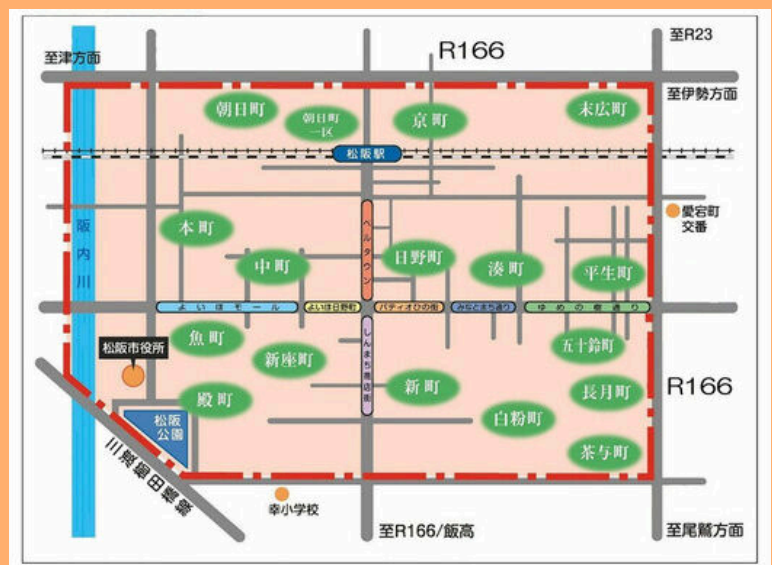 至R23
R166
至津方面
至伊勢方面
朝日町
朝日町
一区
京町
末広町
松阪駅
愛宕町
交番
本町
ベルタウン
日野町
阪内川
中町
湊町
平生町
よいほモール
よいほ日野町
パティオひの街
みなとまち通り
ゆめの樹通り
魚町
しんまち商店街
松阪市役所
五十鈴町
新座町
新町
長月町
R166
殿町
白粉町
松阪
公園
茶与町
幸小学校
至R166/飯高
至尾鷲方面